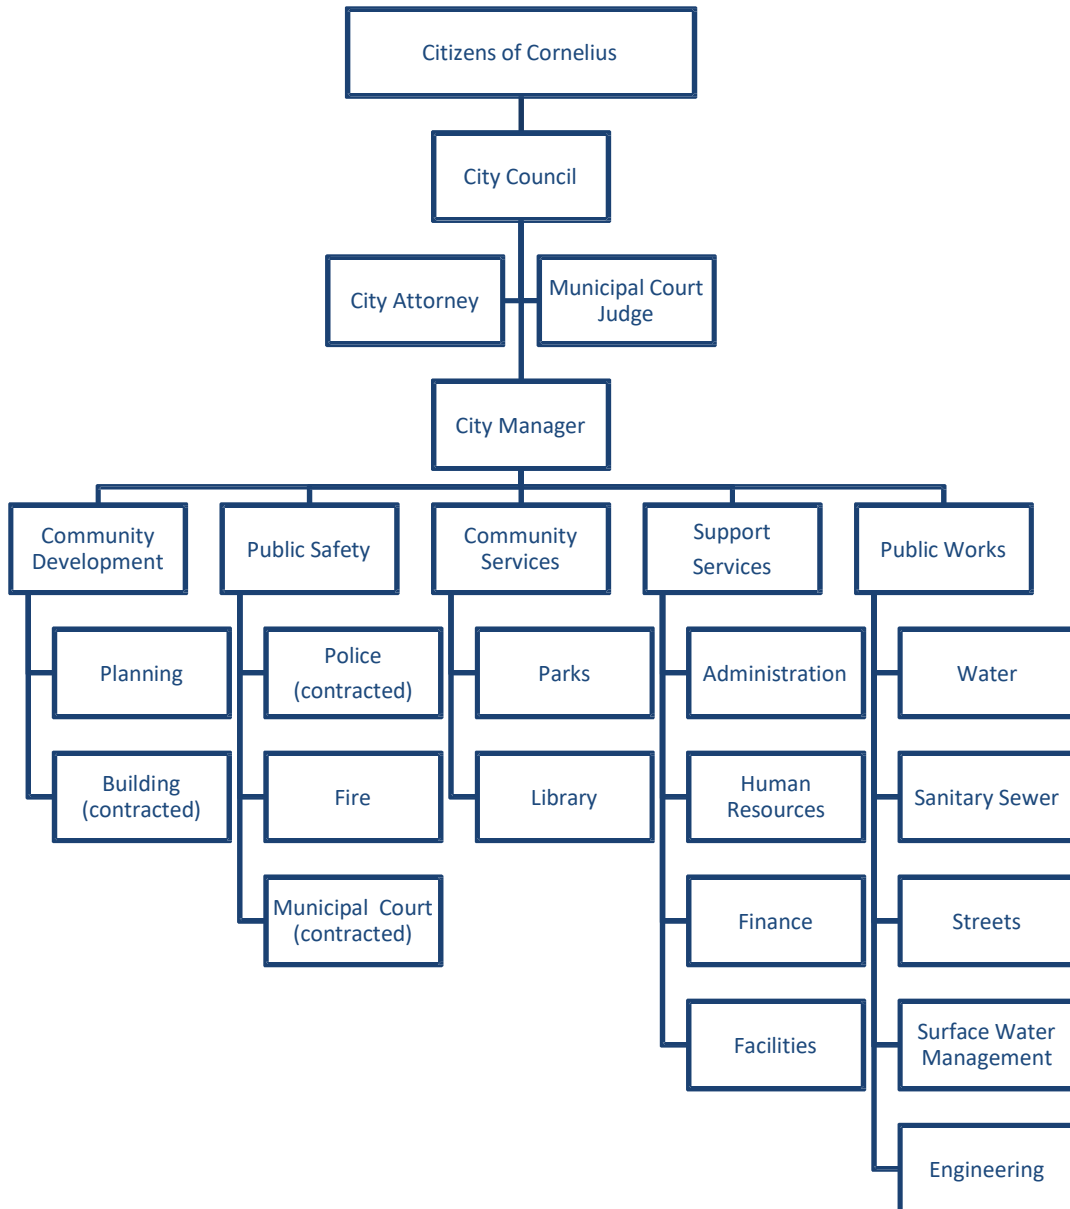 Citizens of Cornelius
City Council
City Attorney
Municipal Court
Judge
City Manager
Community
Development
Public Safety
Community
Services
Support
Services
Public Works
Planning
Police
(contracted)
Parks
Administration
Water
Building
(contracted)
Fire
Library
Human
Resources
Sanitary Sewer
Municipal Court
(contracted)
Finance
Streets
Facilities
Surface Water
Management
Engineering